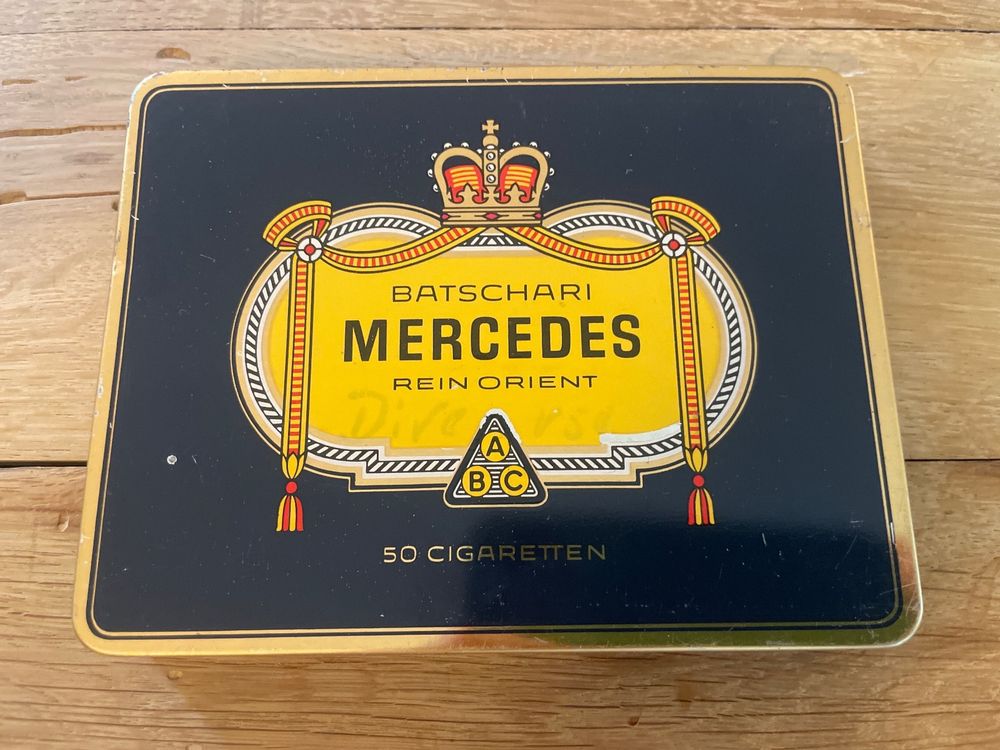 BATSCHARI
MERCEDES
REIN ORIENT
A
B C
50 CIGARETTEN